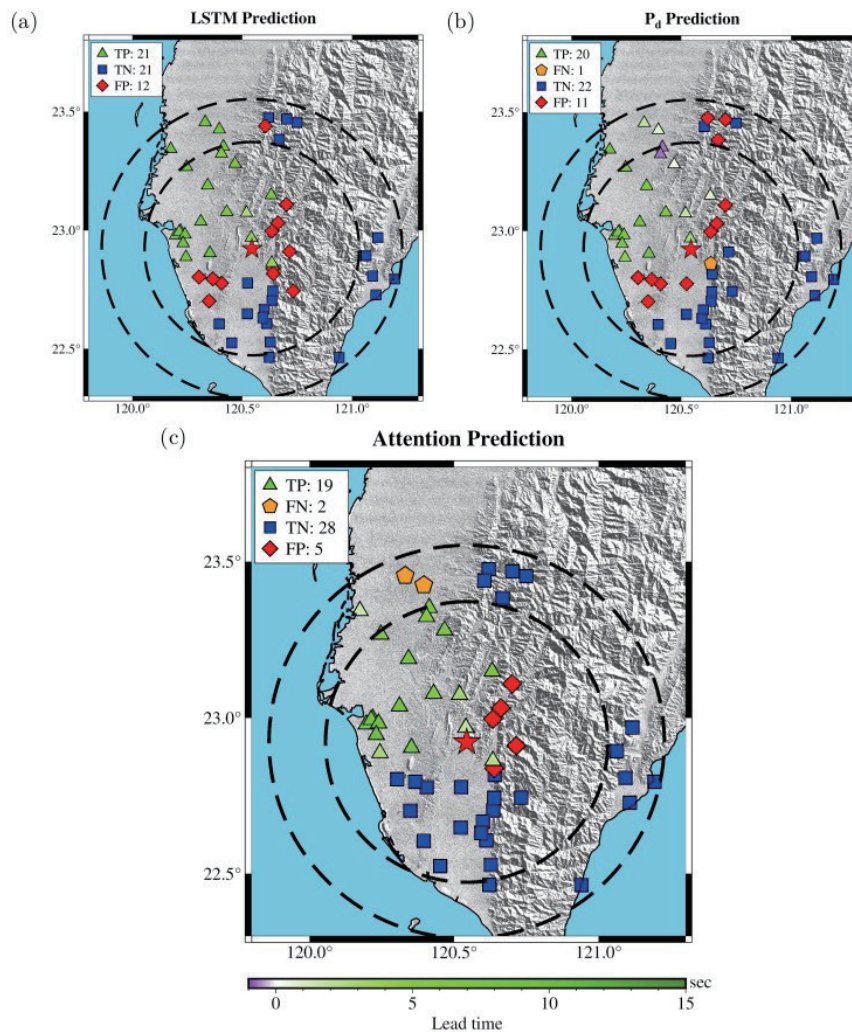 (a)
LSTM Prediction
TP: 21
TN: 21
FP: 12
23.5°
23.0°
22.5°
120.0°
120.5°
121.0°
(b)
Pd Prediction
TP: 20
FN: 1
TN: 22
FP: 11
23.5°
23.0°
22.5°
120.0°
120.5°
121.0°
(c)
Attention Prediction
TP: 19
FN: 2
TN: 28
FP: 5
23.5°
23.0°
22.5°
120.0°
120.5°
121.0°
sec
0
5
10
15
Lead time